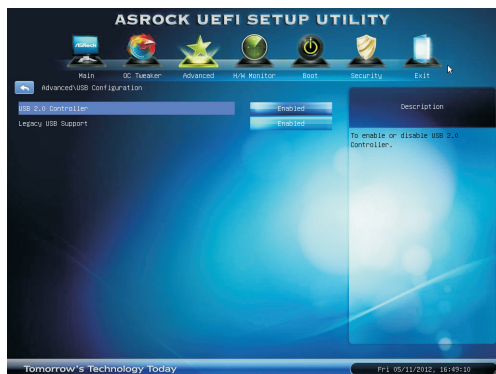 ASROCK UEFI SETUP UTILITY
ASRock
Main OC Tweaker Advanced H/W Monitor Boot Security Exit
Advanced\USB Configuration
Description
USB 2.0 Controller Enabled
Legacy USB Support Enabled
To enable or disable USB 2.0
Controller.
Tomorrow's Technology Today
Fri 05/11/2012, 16:49:10